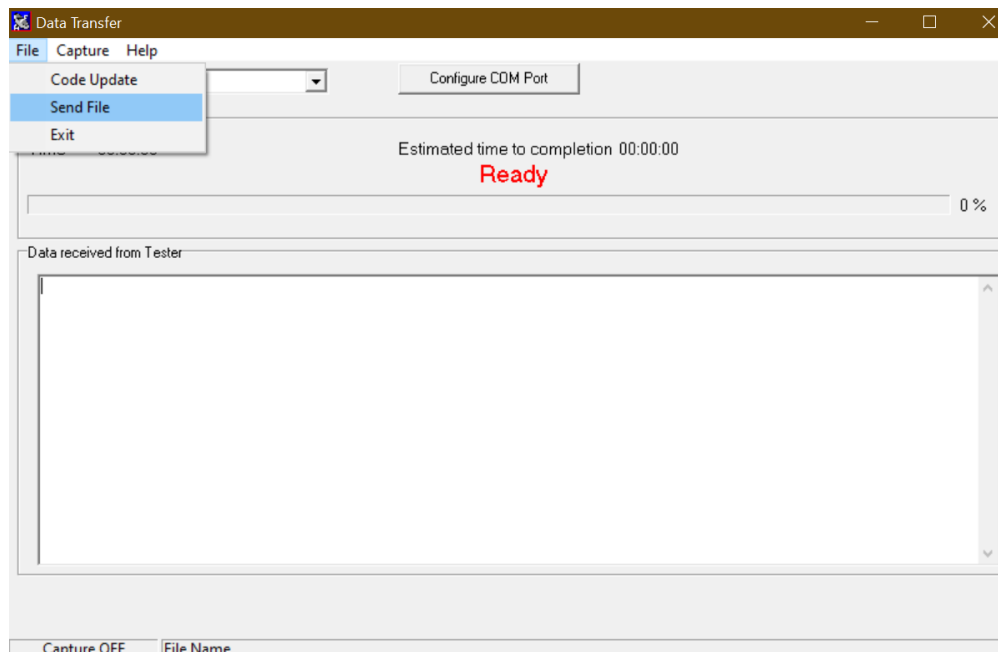 Data Transfer
File Capture Help
Code Update
Configure COM Port
Send File
Exit
Estimated time to completion 00:00:00
Ready
0 %
Data received from Tester
Capture OFF File Name